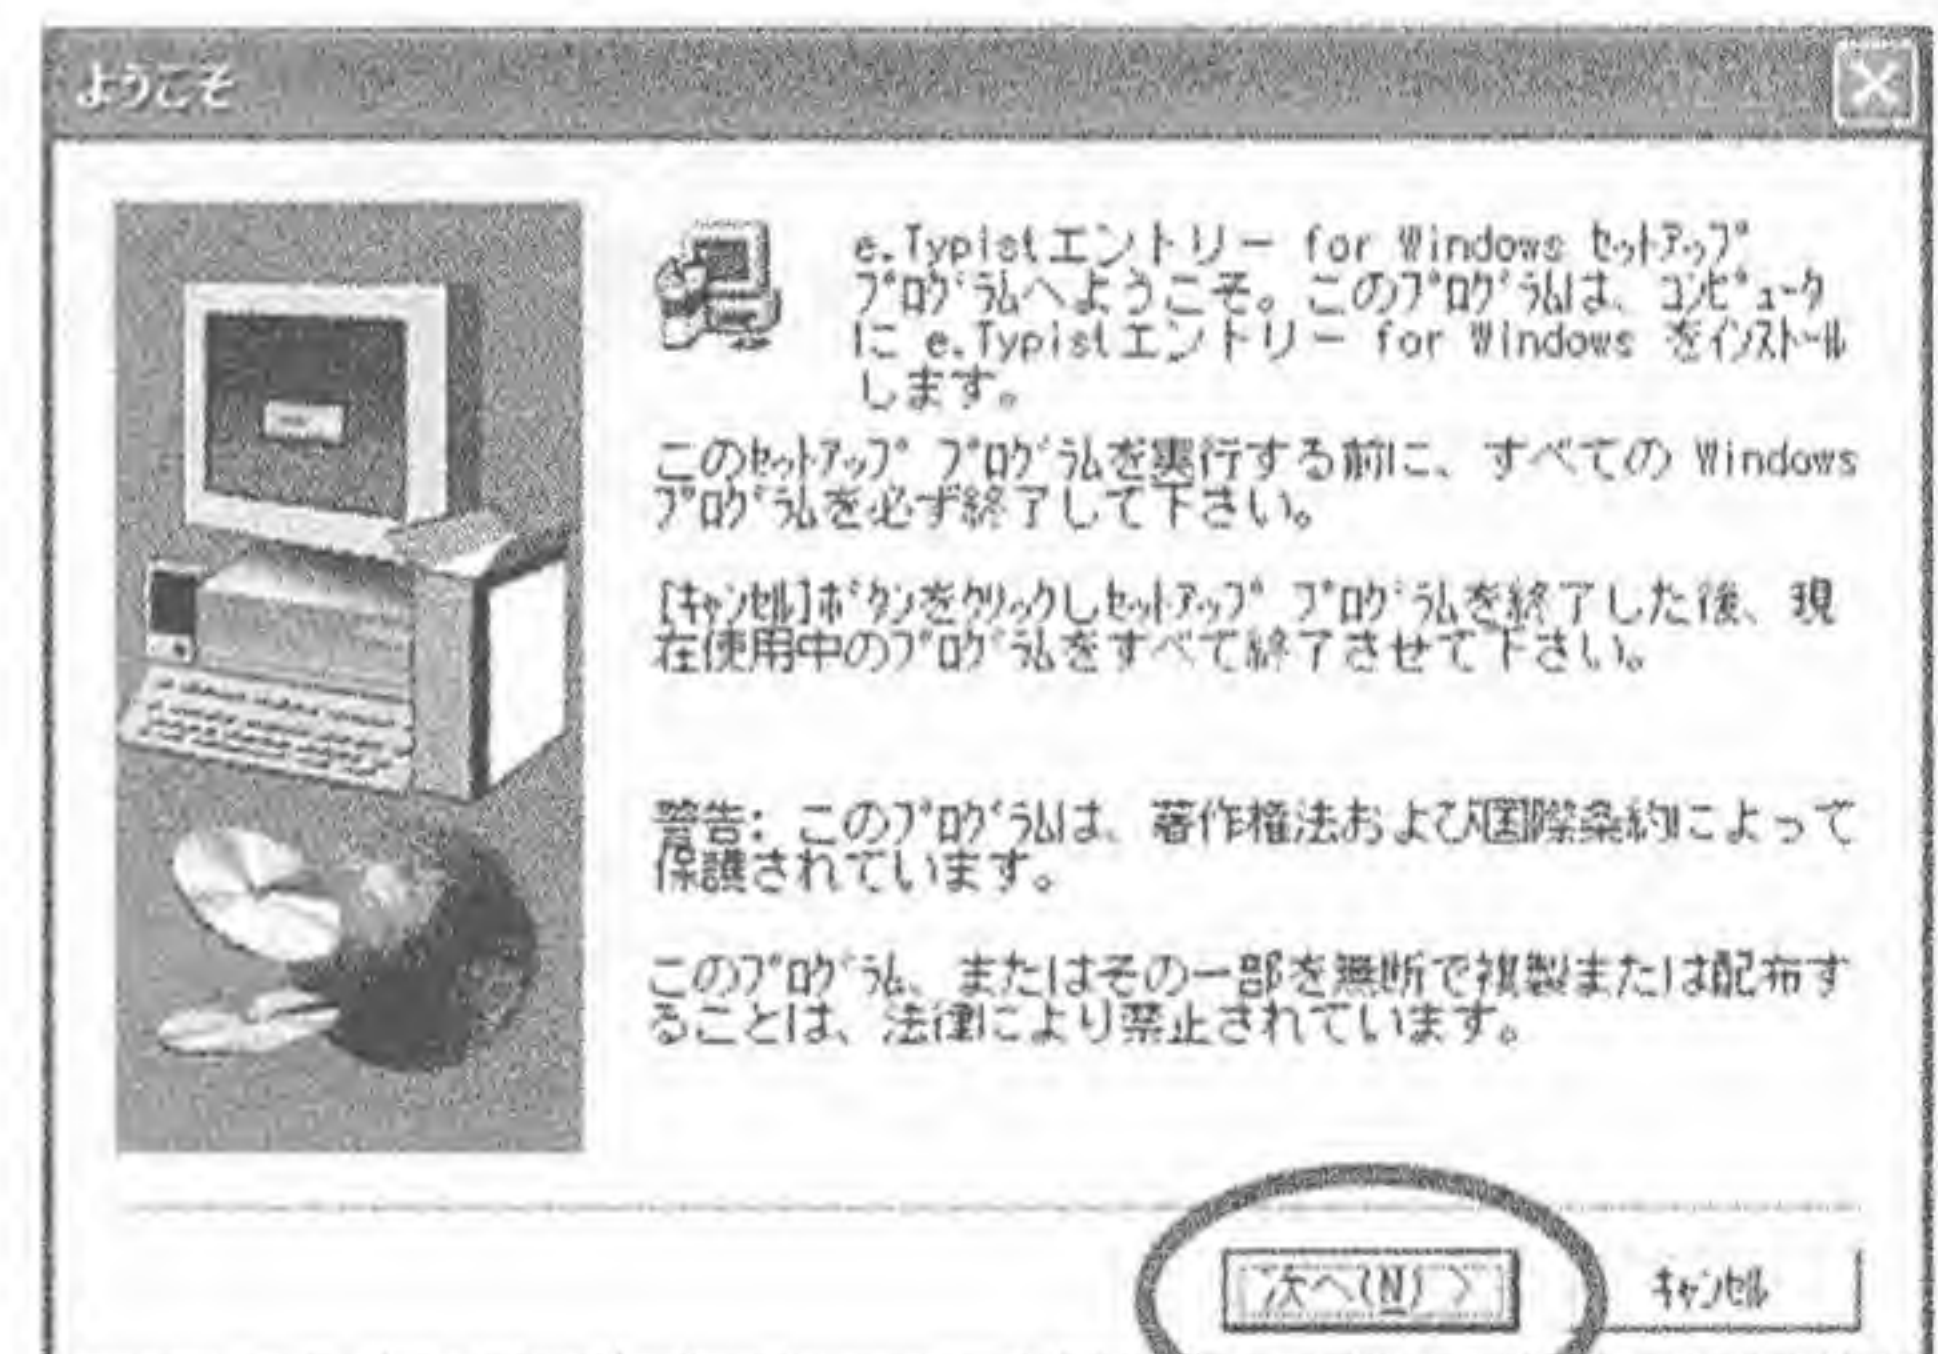 ようこそ
e.Typistエントリー for Windows ｾｯﾄｱｯﾌﾟ
ﾌﾟﾛｸﾞﾗﾑへようこそ。このﾌﾟﾛｸﾞﾗﾑは、ｺﾝﾋﾟｭｰﾀ
に e.Typistエントリー for Windows をｲﾝｽﾄｰﾙ
します。
このｾｯﾄｱｯﾌﾟ ﾌﾟﾛｸﾞﾗﾑを実行する前に、すべての Windows
ﾌﾟﾛｸﾞﾗﾑを必ず終了して下さい。
[ｷｬﾝｾﾙ]ﾎﾞﾀﾝをｸﾘｯｸしｾｯﾄｱｯﾌﾟ ﾌﾟﾛｸﾞﾗﾑを終了した後、現
在使用中のﾌﾟﾛｸﾞﾗﾑをすべて終了させて下さい。
警告: このﾌﾟﾛｸﾞﾗﾑは、著作権法および国際条約によって
保護されています。
このﾌﾟﾛｸﾞﾗﾑ、またはその一部を無断で複製または配布す
ることは、法律により禁止されています。
次へ(N) >
ｷｬﾝｾﾙ